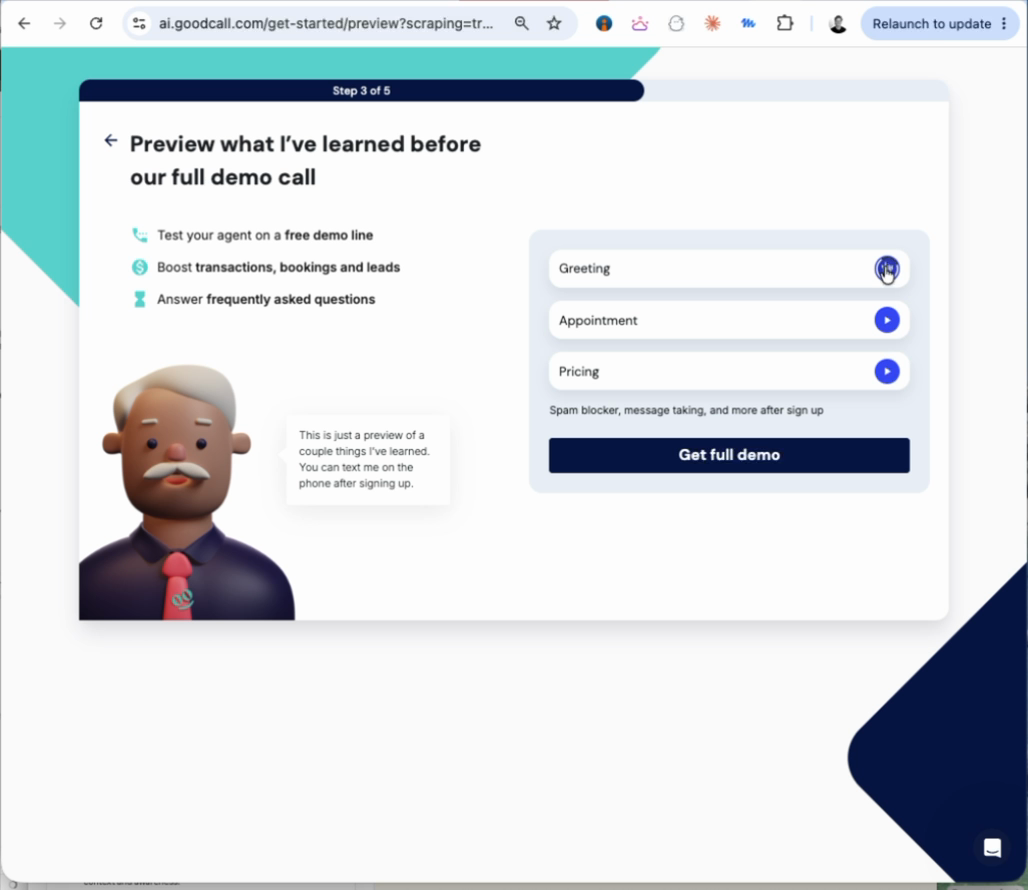 ai.goodcall.com/get-started/preview?scraping=tr...
Relaunch to update
Step 3 of 5
Preview what I've learned before
our full demo call
Test your agent on a free demo line
Boost transactions, bookings and leads
Answer frequently asked questions
This is just a preview of a
couple things I've learned.
You can text me on the
phone after signing up.
Greeting
Appointment
Pricing
Spam blocker, message taking, and more after sign up
Get full demo